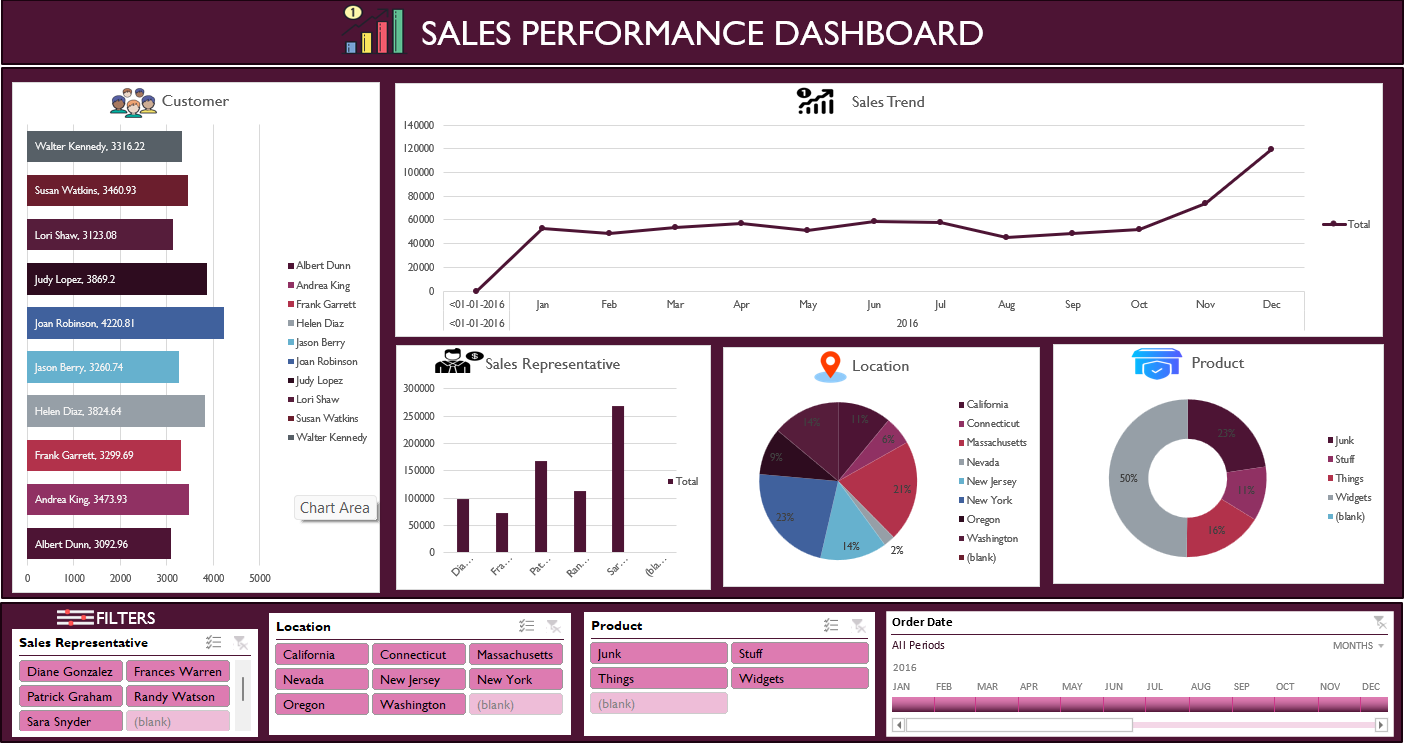 1
SALES PERFORMANCE DASHBOARD
Customer
Walter Kennedy, 3316.22
Susan Watkins, 3460.93
Lori Shaw, 3123.08
Judy Lopez, 3869.2
Joan Robinson, 4220.81
Jason Berry, 3260.74
Helen Diaz, 3824.64
Frank Garrett, 3299.69
Andrea King, 3473.93
Albert Dunn, 3092.96
0 1000 2000 3000 4000 5000
Albert Dunn
Andrea King
Frank Garrett
Helen Diaz
Jason Berry
Joan Robinson
Judy Lopez
Lori Shaw
Susan Watkins
Walter Kennedy
Chart Area
1
Sales Trend
140000
120000
100000
80000
60000
40000
20000
0
<01-01-2016 Jan Feb Mar Apr May Jun Jul Aug Sep Oct Nov Dec
<01-01-2016 2016
Total
$
Sales Representative
300000
250000
200000
150000
100000
50000
0
Dia... Fra... Pat... Ran... Sar... (bla...
Total
Location
11%
6%
21%
2%
14%
23%
9%
14%
California
Connecticut
Massachusetts
Nevada
New Jersey
New York
Oregon
Washington
(blank)
Product
23%
11%
16%
50%
Junk
Stuff
Things
Widgets
(blank)
FILTERS
Sales Representative
Diane Gonzalez Frances Warren
Patrick Graham Randy Watson
Sara Snyder (blank)
Location
California Connecticut Massachusetts
Nevada New Jersey New York
Oregon Washington (blank)
Product
Junk Stuff
Things Widgets
(blank)
Order Date
All Periods MONTHS
2016
JAN FEB MAR APR MAY JUN JUL AUG SEP OCT NOV DEC